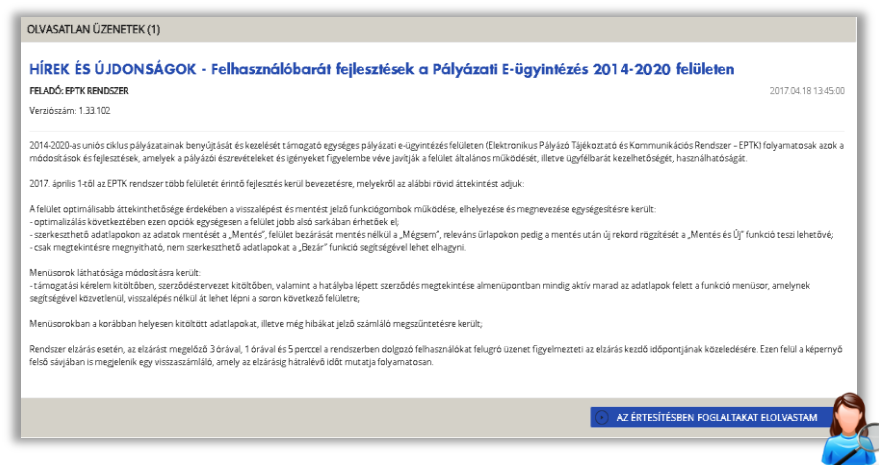 OLVASATLAN ÜZENETEK (1)
HÍREK ÉS ÚJDONSÁGOK - Felhasználóbarát fejlesztések a Pályázati E-ügyintézés 2014-2020 felületen
FELADÓ: EPTK RENDSZER
2017.04.18 13:45:00
Verziószám: 1.33.102
2014-2020-as uniós ciklus pályázatainak benyújtását és kezelését támogató egységes pályázati e-ügyintézés felületen (Elektronikus Pályázó Tájékoztató és Kommunikációs Rendszer – EPTK) folyamatosak azok a
módosítások és fejlesztések, amelyek a pályázói észrevételeket és igényeket figyelembe véve javítják a felület általános működését, illetve ügyfélbarát kezelhetőségét, használhatóságát.
2017. április 1-től az EPTK rendszer több felületét érintő fejlesztés kerül bevezetésre, melyekről az alábbi rövid áttekintést adjuk:
A felület optimálisabb áttekinthetősége érdekében a visszalépést és mentést jelző funkciógombok működése, elhelyezése és megnevezése egységesítésre került:
- optimalizálás következtében ezen opciók egységesen a felület jobb alsó sarkában érhetőek el;
- szerkeszthető adatlapokon az adatok mentését a „Mentés”, felület bezárását mentés nélkül a „Mégsem”, releváns űrlapokon pedig a mentés után új rekord rögzítését a „Mentés és Új” funkció teszi lehetővé;
- csak megtekintésre megnyitható, nem szerkeszthető adatlapokat a „Bezár” funkció segítségével lehet elhagyni.
Menüsorok láthatósága módosításra került:
- támogatási kérelem kitöltőben, szerződéstervezet kitöltőben, valamint a hatályba lépett szerződés megtekintése almenüpontban mindig aktív marad az adatlapok felett a funkció menüsor, amelynek
segítségével közvetlenül, visszalépés nélkül át lehet lépni a soron következő felületre;
Menüsorokban a korábban helyesen kitöltött adatlapokat, illetve még hibákat jelző számláló megszűntetésre került;
Rendszer elzárás esetén, az elzárást megelőző 3 órával, 1 órával és 5 perccel a rendszerben dolgozó felhasználókat felugró üzenet figyelmezteti az elzárás kezdő időpontjának közeledésére. Ezen felül a képernyő
felső sávjában is megjelenik egy visszaszámláló, amely az elzárásig hátralévő időt mutatja folyamatosan.
AZ ÉRTESÍTÉSBEN FOGLALTAKAT ELOLVASTAM